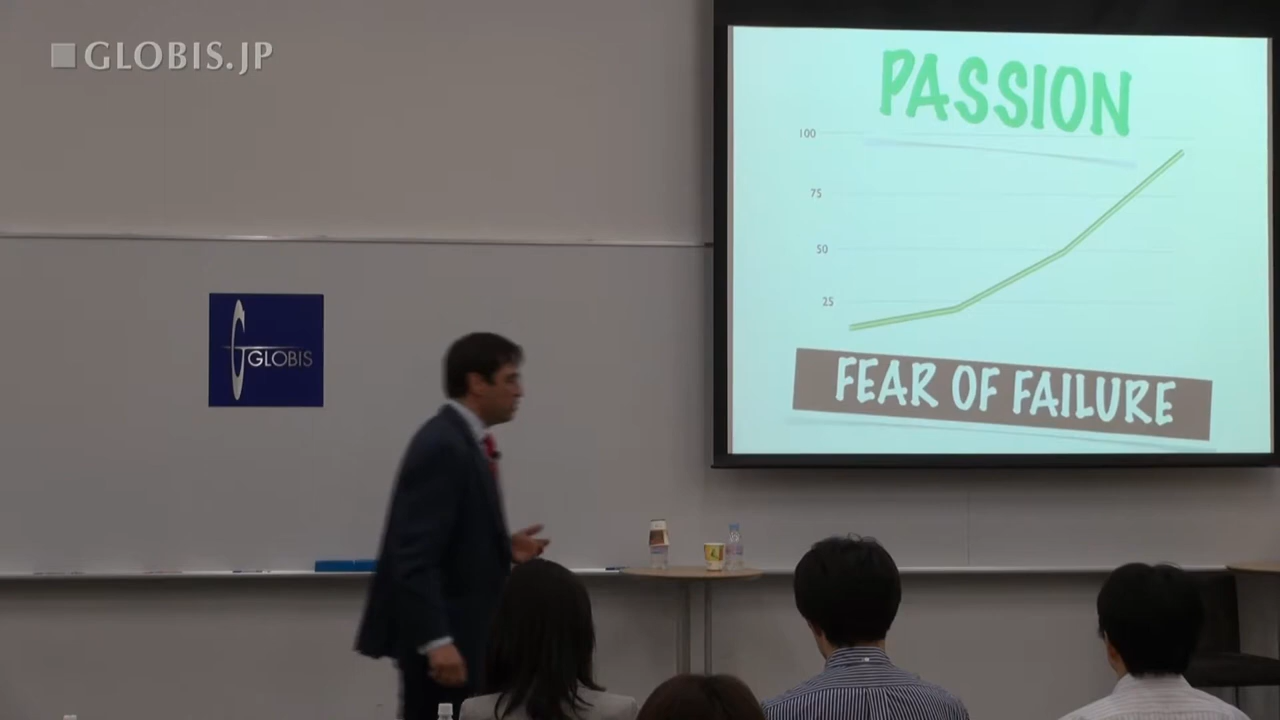 GLOBIS.JP
PASSION
100
75
50
25
FEAR OF FAILURE
GLOBIS